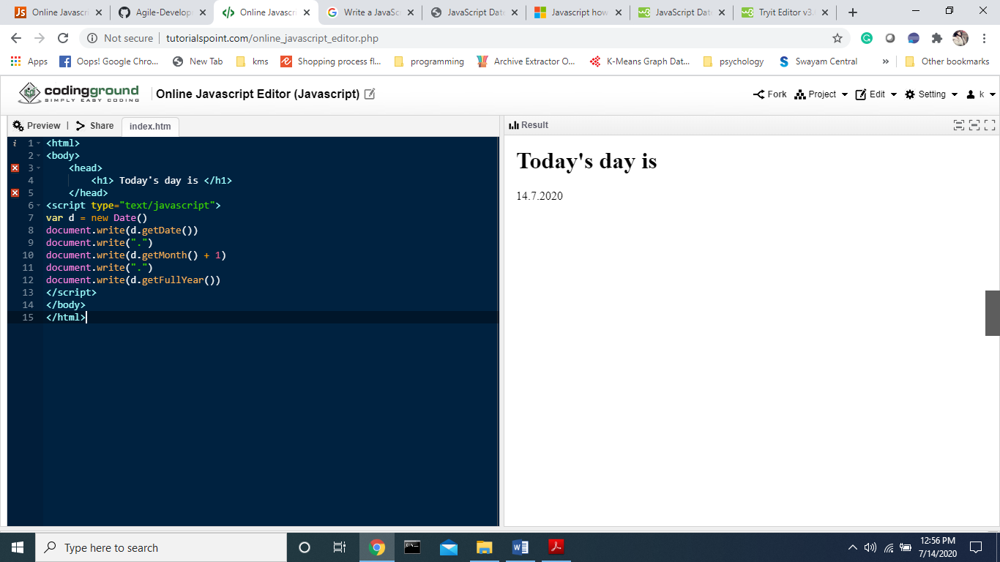 Online Javascri
Agile-Develop
Online Javascri
Write a JavaSc
JavaScript Date
Javascript how
JavaScript Dat
Tryit Editor v3.
Not secure | tutorialspoint.com/online_javascript_editor.php
Apps
Oops! Google Chro...
New Tab
kms
Shopping process fl...
programming
Archive Extractor O...
K-Means Graph Dat...
psychology
Swayam Central
»
Other bookmarks
codingground
SIMPLY EASY CODING
Online Javascript Editor (Javascript)
Fork
Project
Edit
Setting
k
Preview | Share
index.htm
Result
i 1 <html>
2 <body>
3 <head>
4 <h1> Today's day is </h1>
5 </head>
6 <script type="text/javascript">
7 var d = new Date()
8 document.write(d.getDate())
9 document.write(".")
10 document.write(d.getMonth() + 1)
11 document.write(".")
12 document.write(d.getFullYear())
13 </script>
14 </body>
15 </html>
Today's day is
14.7.2020
Type here to search
12:56 PM
7/14/2020